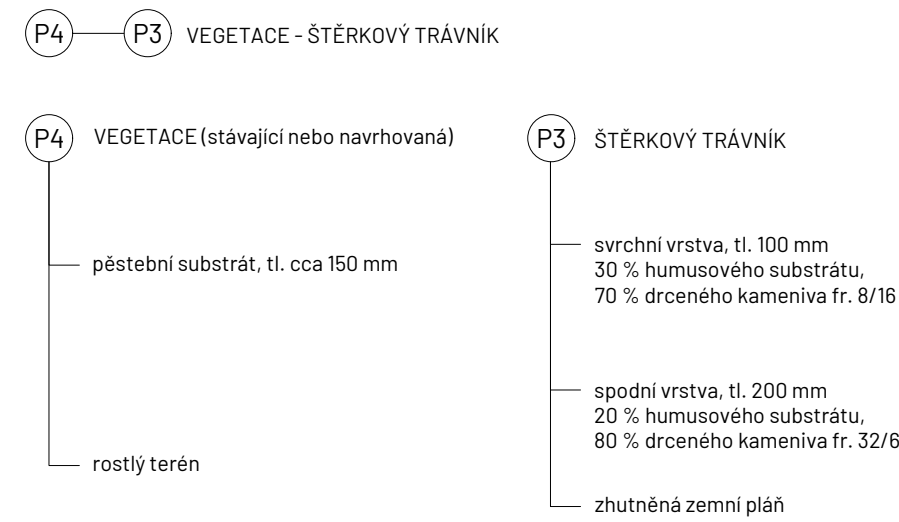 P4 P3 VEGETACE - ŠTĚRKOVÝ TRÁVNÍK
P4 VEGETACE (stávající nebo navrhovaná)
pěstební substrát, tl. cca 150 mm
rostlý terén
P3 ŠTĚRKOVÝ TRÁVNÍK
svrchní vrstva, tl. 100 mm
30 % humusového substrátu,
70 % drceného kameniva fr. 8/16
spodní vrstva, tl. 200 mm
20 % humusového substrátu,
80 % drceného kameniva fr. 32/6
zhutněná zemní pláň